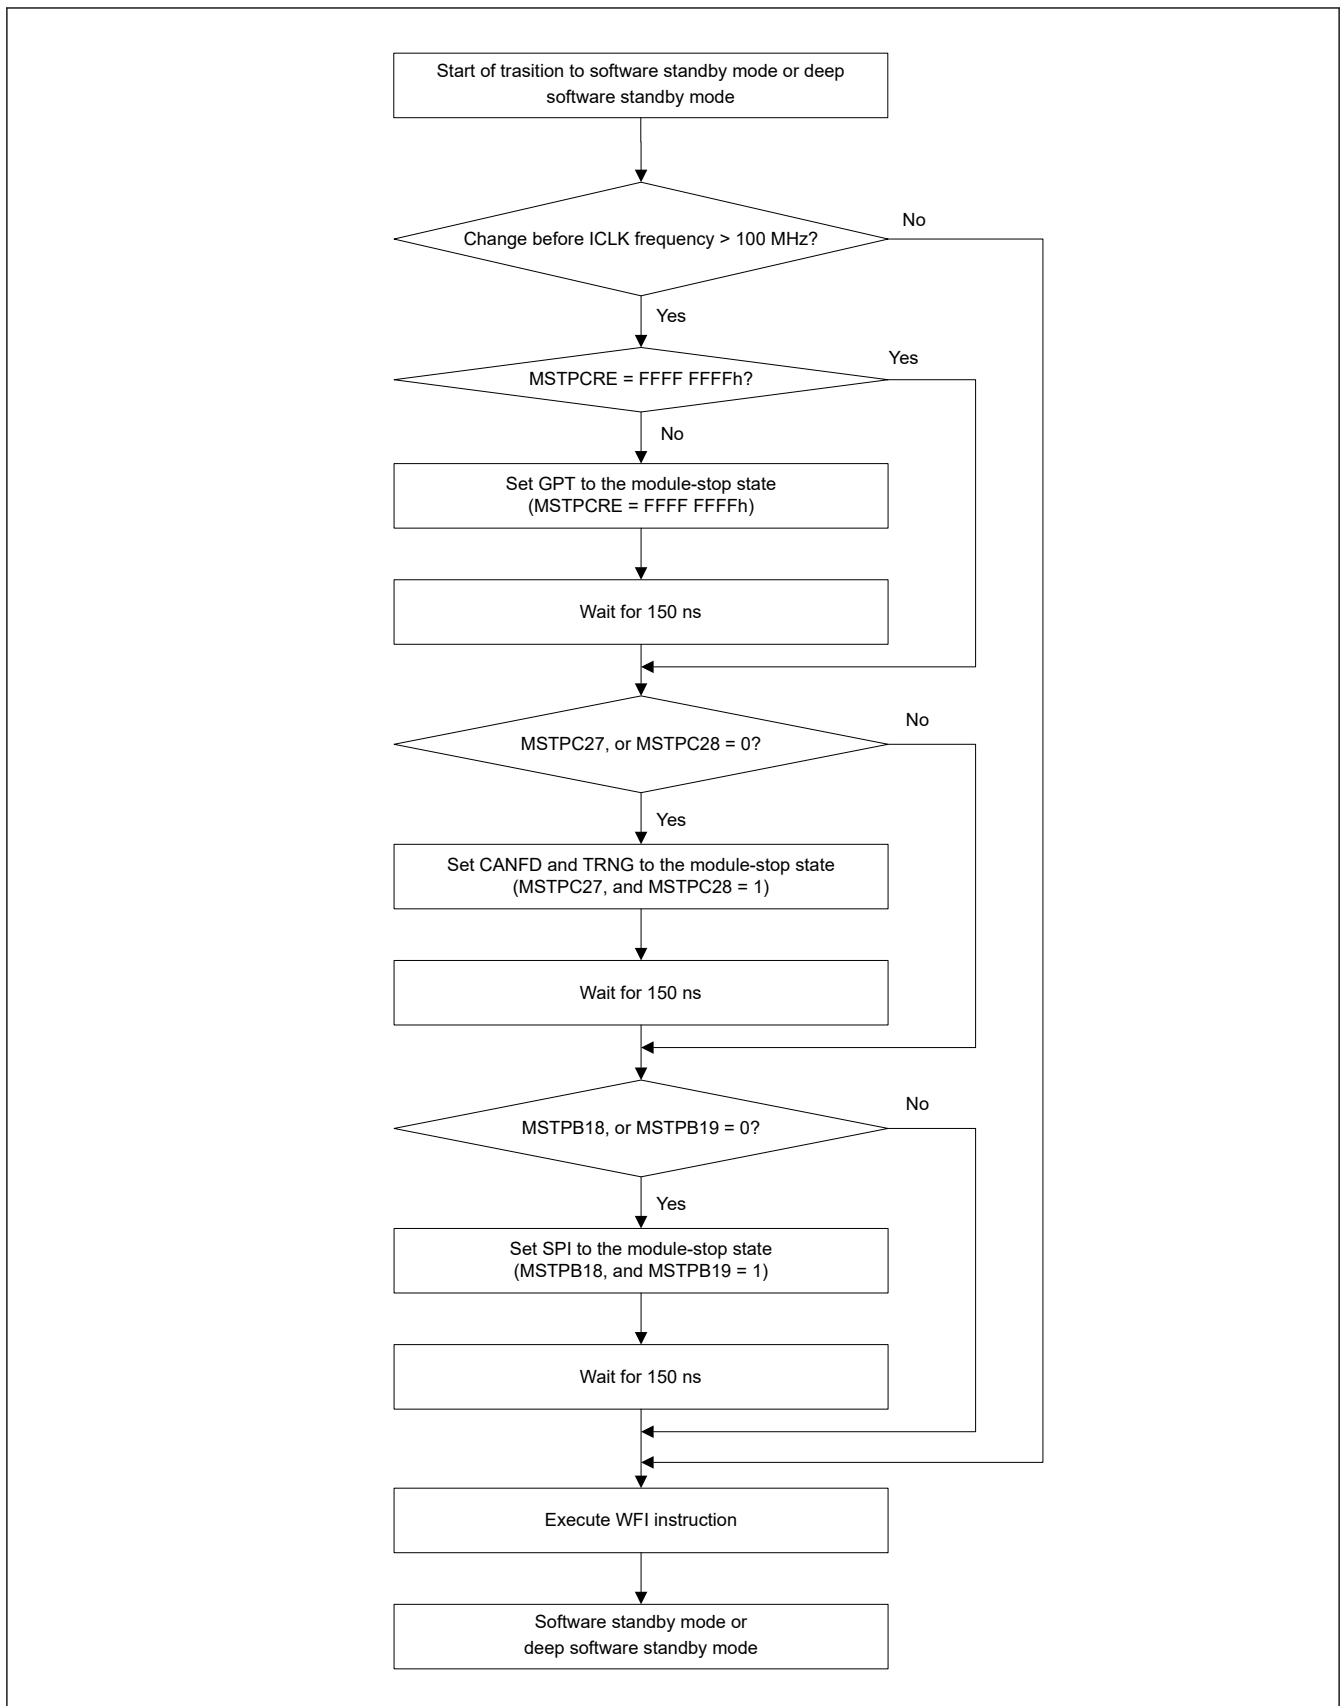 Start of trasition to software standby mode or deep
software standby mode
Change before ICLK frequency > 100 MHz?
No
Yes
MSTPCRE = FFFF FFFFh?
Yes
No
Set GPT to the module-stop state
(MSTPCRE = FFFF FFFFh)
Wait for 150 ns
MSTPC27, or MSTPC28 = 0?
No
Yes
Set CANFD and TRNG to the module-stop state
(MSTPC27, and MSTPC28 = 1)
Wait for 150 ns
MSTPB18, or MSTPB19 = 0?
No
Yes
Set SPI to the module-stop state
(MSTPB18, and MSTPB19 = 1)
Wait for 150 ns
Execute WFI instruction
Software standby mode or
deep software standby mode